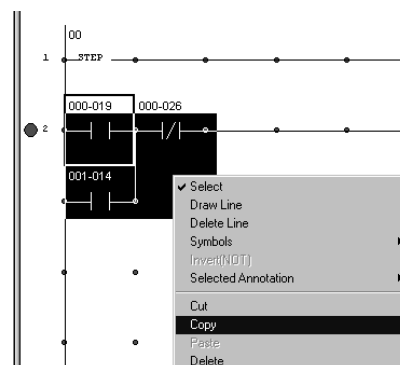 00
1 STEP
000-019 000-026
2
001-014
Select
Draw Line
Delete Line
Symbols
Invert(NOT)
Selected Annotation
Cut
Copy
Paste
Delete